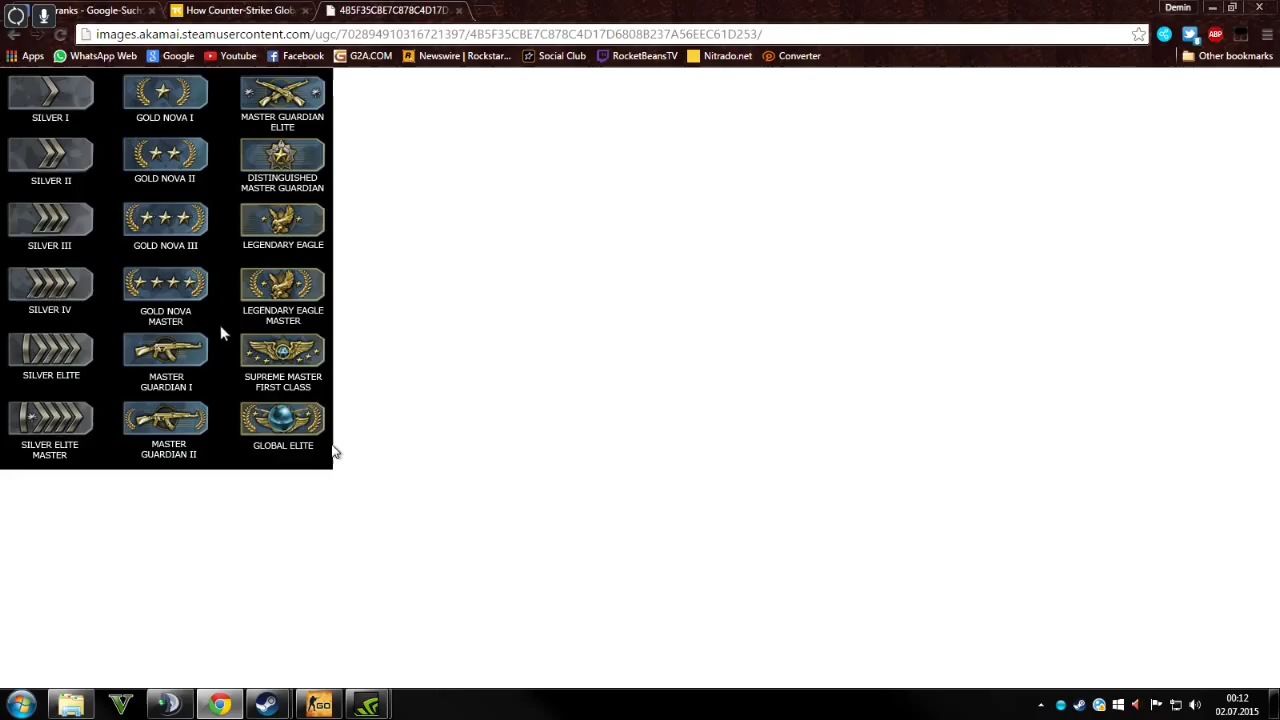 ranks - Google-Such
How Counter-Strike: Glob
4B5F35CBE7C878C4D17D
Demin
images.akamai.steamusercontent.com/ugc/702894910316721397/4B5F35CBE7C878C4D17D6808B237A56EEC61D253/
ABP
Apps
WhatsApp Web
Google
Youtube
Facebook
G2A.COM
Newswire | Rockstar...
Social Club
RocketBeansTV
Nitrado.net
Converter
Other bookmarks
SILVER I
GOLD NOVA I
MASTER GUARDIAN
ELITE
SILVER II
GOLD NOVA II
DISTINGUISHED
MASTER GUARDIAN
SILVER III
GOLD NOVA III
LEGENDARY EAGLE
SILVER IV
GOLD NOVA
MASTER
LEGENDARY EAGLE
MASTER
SILVER ELITE
MASTER
GUARDIAN I
SUPREME MASTER
FIRST CLASS
SILVER ELITE
MASTER
MASTER
GUARDIAN II
GLOBAL ELITE
GO
00:12
02.07.2015